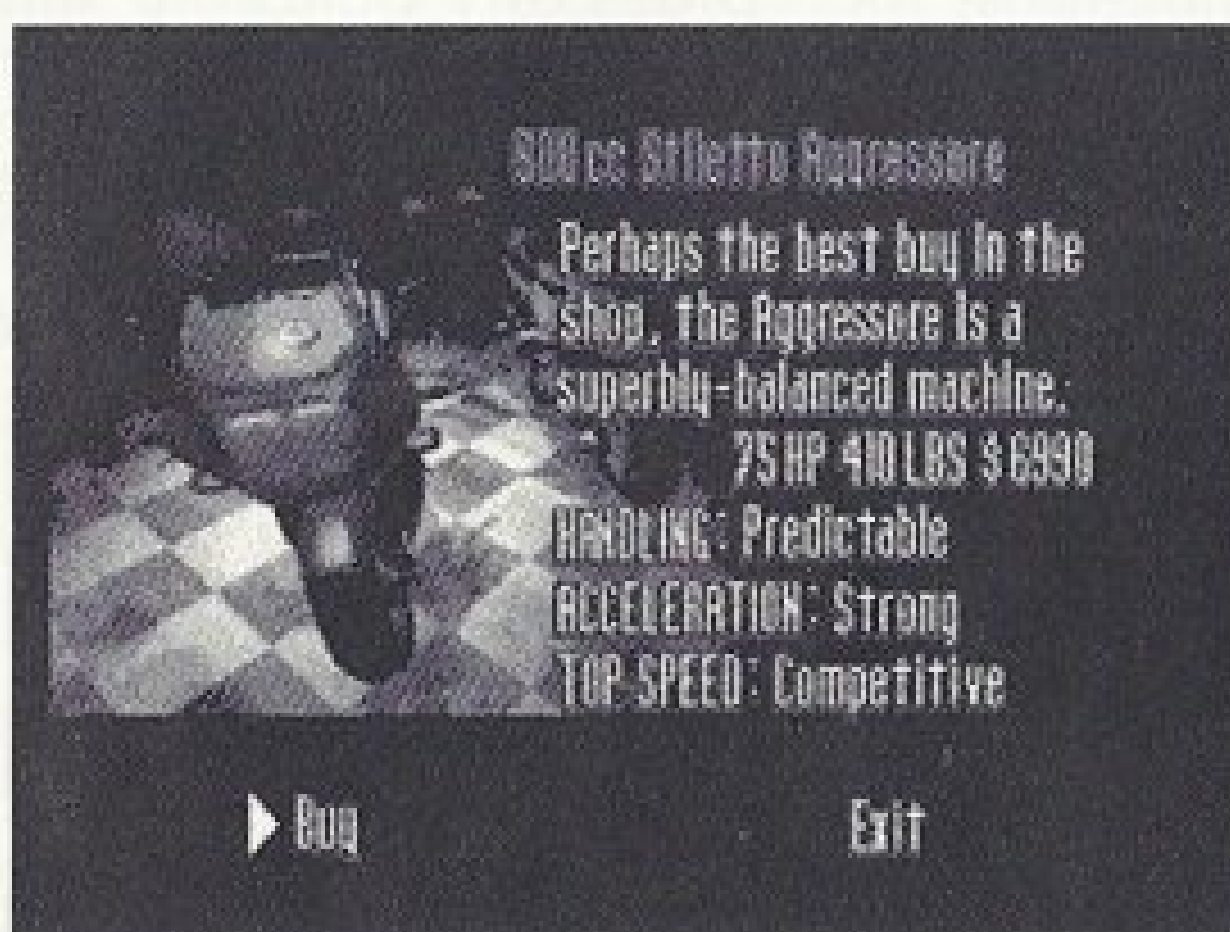 Stiletto Aggressore
Perhaps the best buy in the
shop, the Aggressore is a
superbly-balanced machine.
75HP 410LBS $6990
HANDLING: Predictable
ACCELERATION: Strong
TOP SPEED: Competitive
Buy
Exit